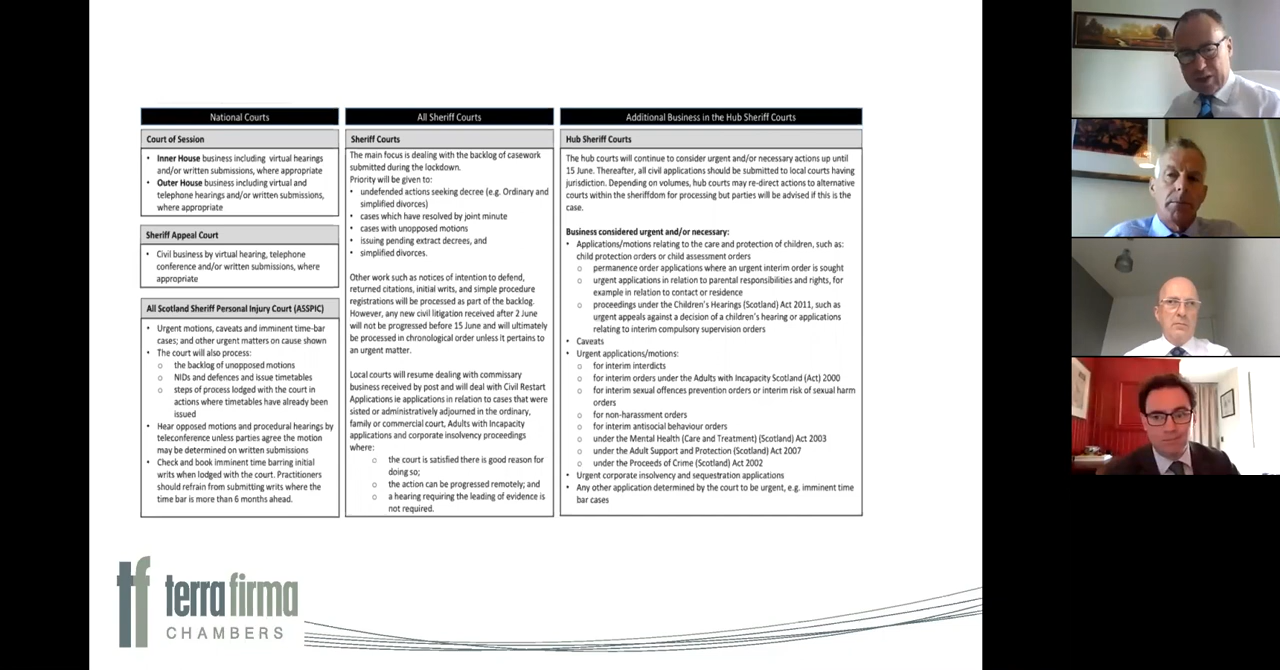 National Courts
Court of Session
• Inner House business including virtual hearings
and/or written submissions, where appropriate
• Outer House business including virtual and
telephone hearings and/or written submissions,
where appropriate
Sheriff Appeal Court
• Civil business by virtual hearing, telephone
conference and/or written submissions, where
appropriate
All Scotland Sheriff Personal Injury Court (ASSPIC)
• Urgent motions, caveats and imminent time-bar
cases; and other urgent matters on cause shown
• The court will also process:
o the backlog of unopposed motions
o NIDs and defences and issue timetables
o steps of process lodged with the court in
actions where timetables have already been
issued
• Hear opposed motions and procedural hearings by
teleconference unless parties agree the motion
may be determined on written submissions
• Check and book imminent time barring initial
writs when lodged with the court. Practitioners
should refrain from submitting writs where the
time bar is more than 6 months ahead.
All Sheriff Courts
Sheriff Courts
The main focus is dealing with the backlog of casework
submitted during the lockdown.
Priority will be given to:
• undefended actions seeking decree (e.g. Ordinary and
simplified divorces)
• cases which have resolved by joint minute
• cases with unopposed motions
• issuing pending extract decrees, and
• simplified divorces.
Other work such as notices of intention to defend,
returned citations, initial writs, and simple procedure
registrations will be processed as part of the backlog.
However, any new civil litigation received after 2 June
will not be progressed before 15 June and will ultimately
be processed in chronological order unless it pertains to
an urgent matter.
Local courts will resume dealing with commissary
business received by post and will deal with Civil Restart
Applications ie applications in relation to cases that were
sisted or administratively adjourned in the ordinary,
family or commercial court, Adults with Incapacity
applications and corporate insolvency proceedings
where:
o the court is satisfied there is good reason for
doing so;
o the action can be progressed remotely; and
o a hearing requiring the leading of evidence is
not required.
Additional Business in the Hub Sheriff Courts
Hub Sheriff Courts
The hub courts will continue to consider urgent and/or necessary actions up until
15 June. Thereafter, all civil applications should be submitted to local courts having
jurisdiction. Depending on volumes, hub courts may re-direct actions to alternative
courts within the sheriffdom for processing but parties will be advised if this is the
case.
Business considered urgent and/or necessary:
• Applications/motions relating to the care and protection of children, such as:
child protection orders or child assessment orders
o permanence order applications where an urgent interim order is sought
o urgent applications in relation to parental responsibilities and rights, for
example in relation to contact or residence
o proceedings under the Children's Hearings (Scotland) Act 2011, such as
urgent appeals against a decision of a children's hearing or applications
relating to interim compulsory supervision orders
• Caveats
• Urgent applications/motions:
o for interim interdicts
o for interim orders under the Adults with Incapacity Scotland (Act) 2000
o for interim sexual offences prevention orders or interim risk of sexual harm
orders
o for non-harassment orders
o for interim antisocial behaviour orders
o under the Mental Health (Care and Treatment) (Scotland) Act 2003
o under the Adult Support and Protection (Scotland) Act 2007
o under the Proceeds of Crime (Scotland) Act 2002
• Urgent corporate insolvency and sequestration applications
• Any other application determined by the court to be urgent, e.g. imminent time
bar cases
tf terra firma
CHAMBERS